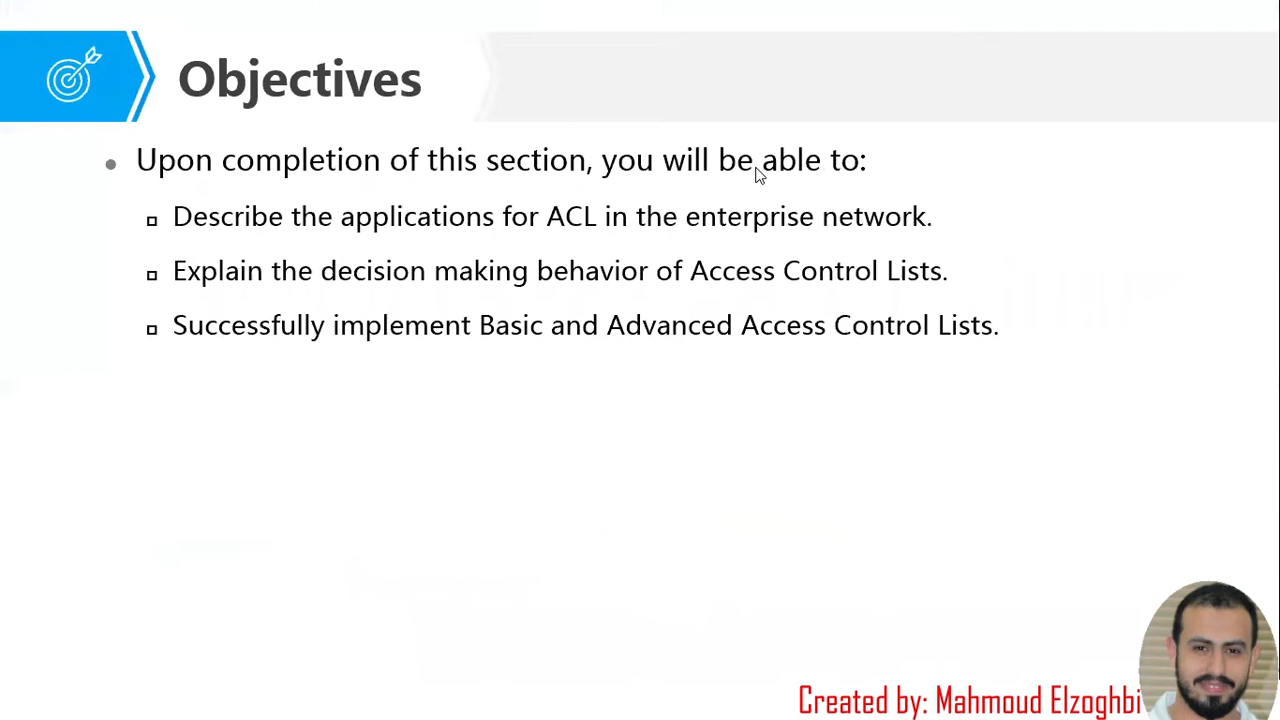 Objectives
Upon completion of this section, you will be able to:
Describe the applications for ACL in the enterprise network.
Explain the decision making behavior of Access Control Lists.
Successfully implement Basic and Advanced Access Control Lists.
Created by: Mahmoud Elzoghbi